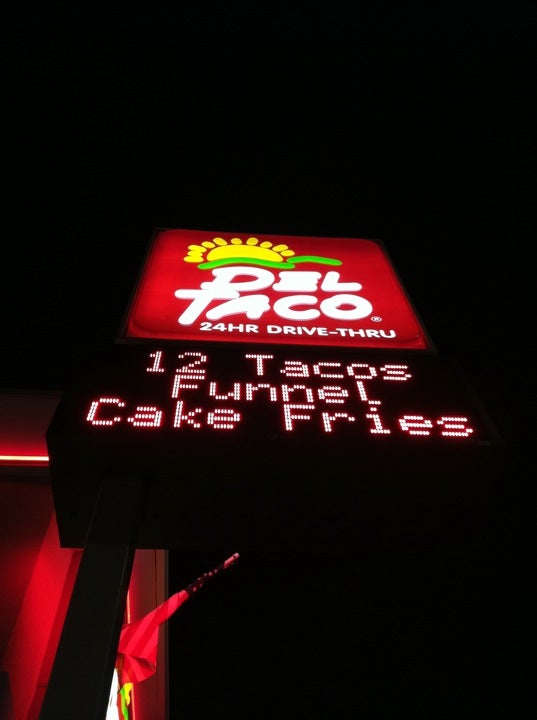 DEL
TACO®
24HR DRIVE-THRU
12 Tacos
Funnel
Cake Fries